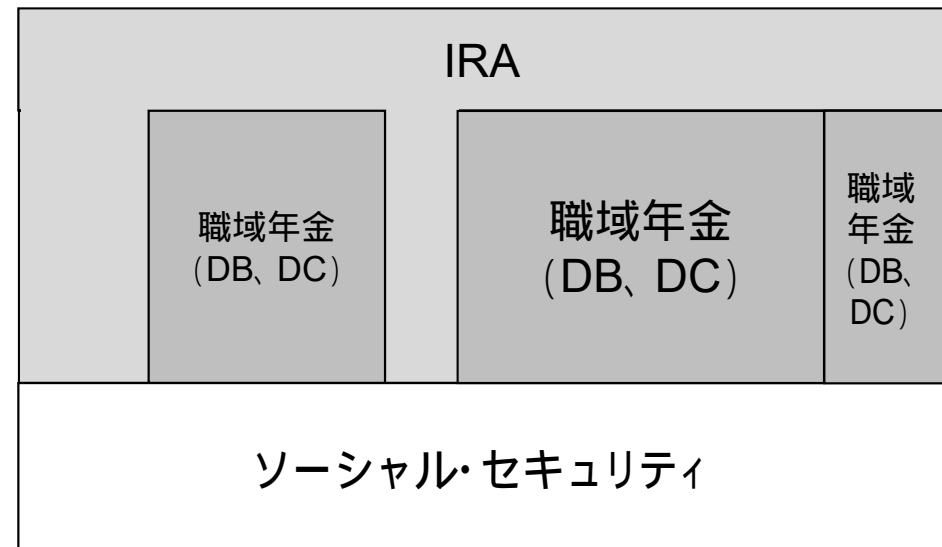 IRA
職域年金
(DB、DC)
職域年金
(DB、DC)
職域
年金
(DB、
DC)
ソーシャル・セキュリティ